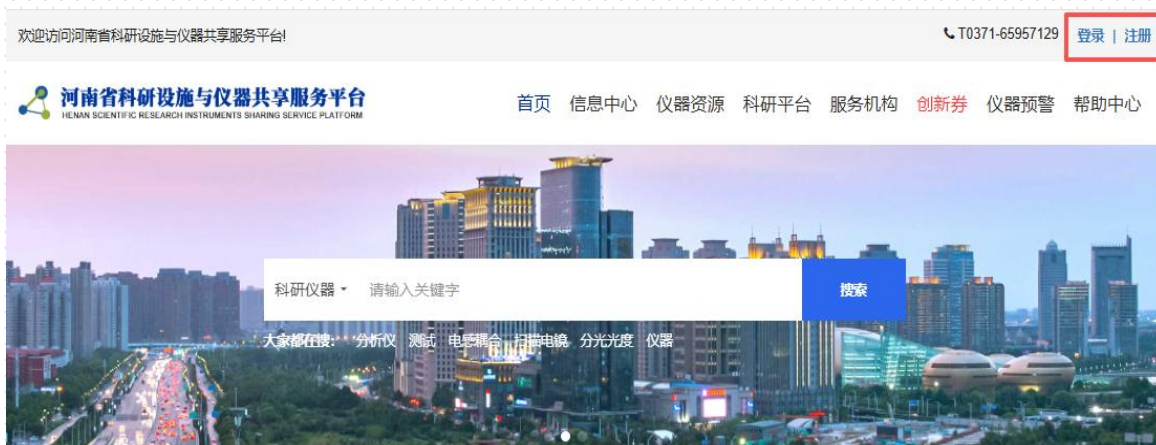 欢迎访问河南省科研设施与仪器共享服务平台!
T0371-65957129 登录 | 注册
河南省科研设施与仪器共享服务平台
HENAN SCIENTIFIC RESEARCH INSTRUMENTS SHARING SERVICE PLATFORM
首页 信息中心 仪器资源 科研平台 服务机构 创新券 仪器预警 帮助中心
科研仪器 请输入关键字 搜索
大家都在搜: 分析仪 测试 电感耦合 扫描电镜 分光光度 仪器